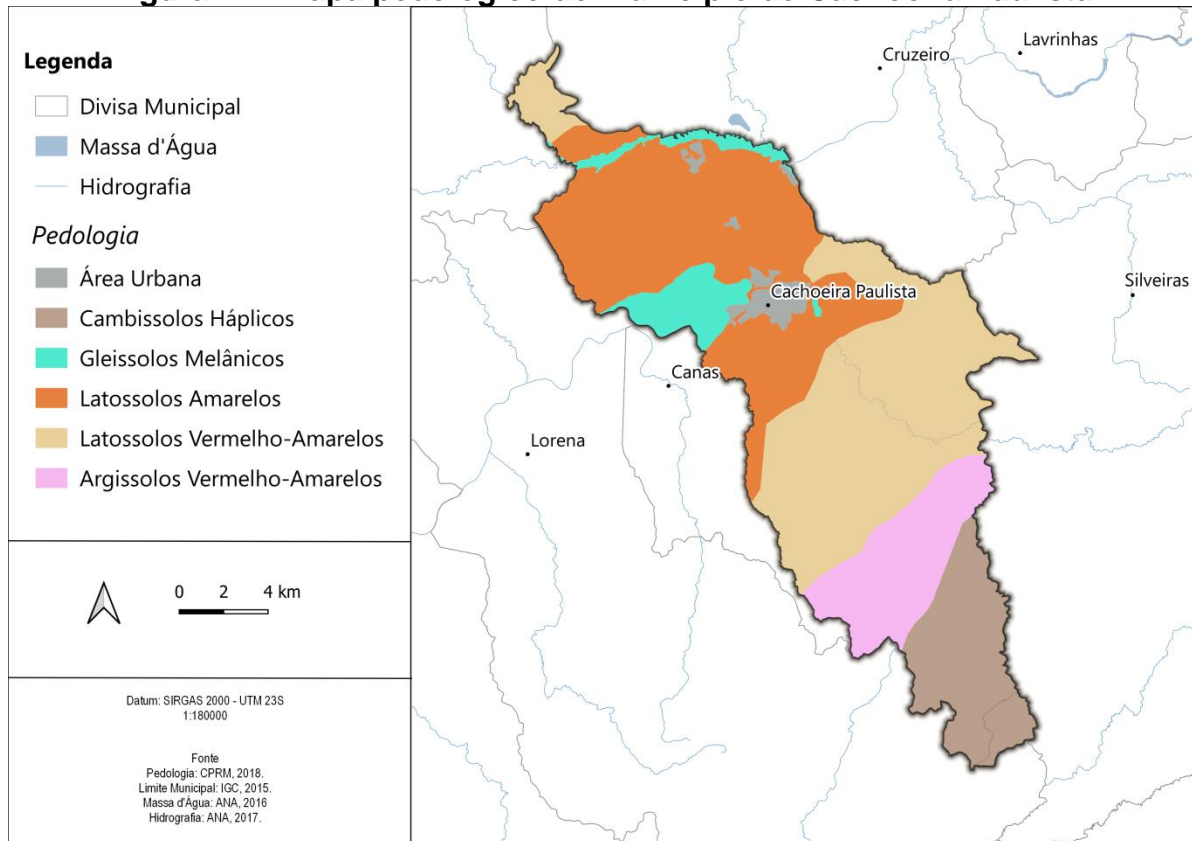 Legenda
Divisa Municipal
Massa d'Água
Hidrografia
Pedologia
Área Urbana
Cambissolos Háplicos
Gleissolos Melânicos
Latossolos Amarelos
Latossolos Vermelho-Amarelos
Argissolos Vermelho-Amarelos
0 2 4 km
Datum: SIRGAS 2000 - UTM 23S
1:180000
Fonte
Pedologia: CPRM, 2018.
Limite Municipal: IGC, 2015.
Massa d'Água: ANA, 2016
Hidrografia: ANA, 2017.
Lavrinhas
Cruzeiro
Silveiras
Cachoeira Paulista
Canas
Lorena